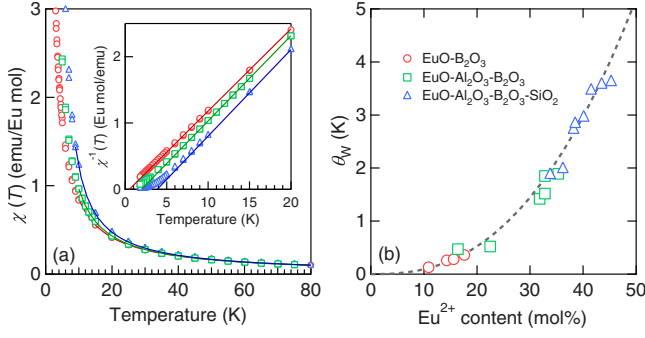 3
2
1
0
χ (T) (emu/Eu mol)
0
20
40
60
80
Temperature (K)
(a)
2
1
0
χ⁻¹(T) (Eu mol/emu)
0
5
10
15
20
Temperature (K)
5
4
3
2
1
0
θ_W (K)
0
10
20
30
40
50
Eu²⁺ content (mol%)
EuO-B₂O₃
EuO-Al₂O₃-B₂O₃
EuO-Al₂O₃-B₂O₃-SiO₂
(b)